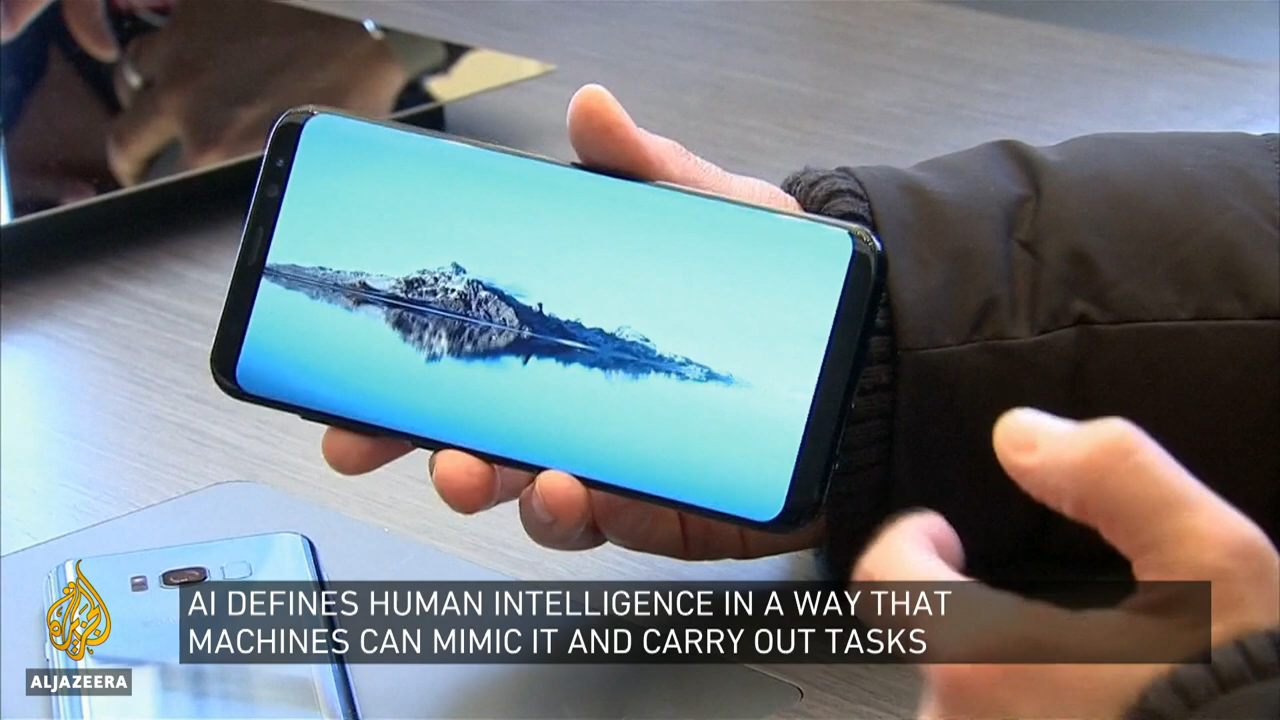 AI DEFINES HUMAN INTELLIGENCE IN A WAY THAT
MACHINES CAN MIMIC IT AND CARRY OUT TASKS
ALJAZEERA